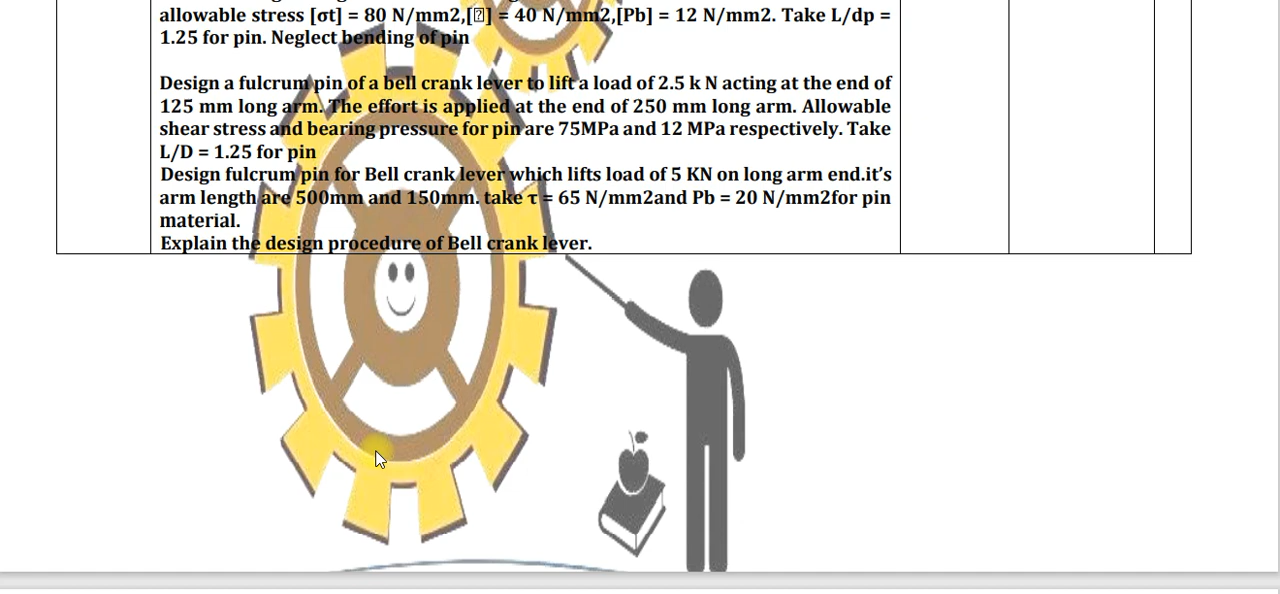 allowable stress [σt] = 80 N/mm2,[⍰] = 40 N/mm2,[Pb] = 12 N/mm2. Take L/dp =
1.25 for pin. Neglect bending of pin
Design a fulcrum pin of a bell crank lever to lift a load of 2.5 k N acting at the end of
125 mm long arm. The effort is applied at the end of 250 mm long arm. Allowable
shear stress and bearing pressure for pin are 75MPa and 12 MPa respectively. Take
L/D = 1.25 for pin
Design fulcrum pin for Bell crank lever which lifts load of 5 KN on long arm end.it's
arm length are 500mm and 150mm. take τ = 65 N/mm2and Pb = 20 N/mm2for pin
material.
Explain the design procedure of Bell crank lever.